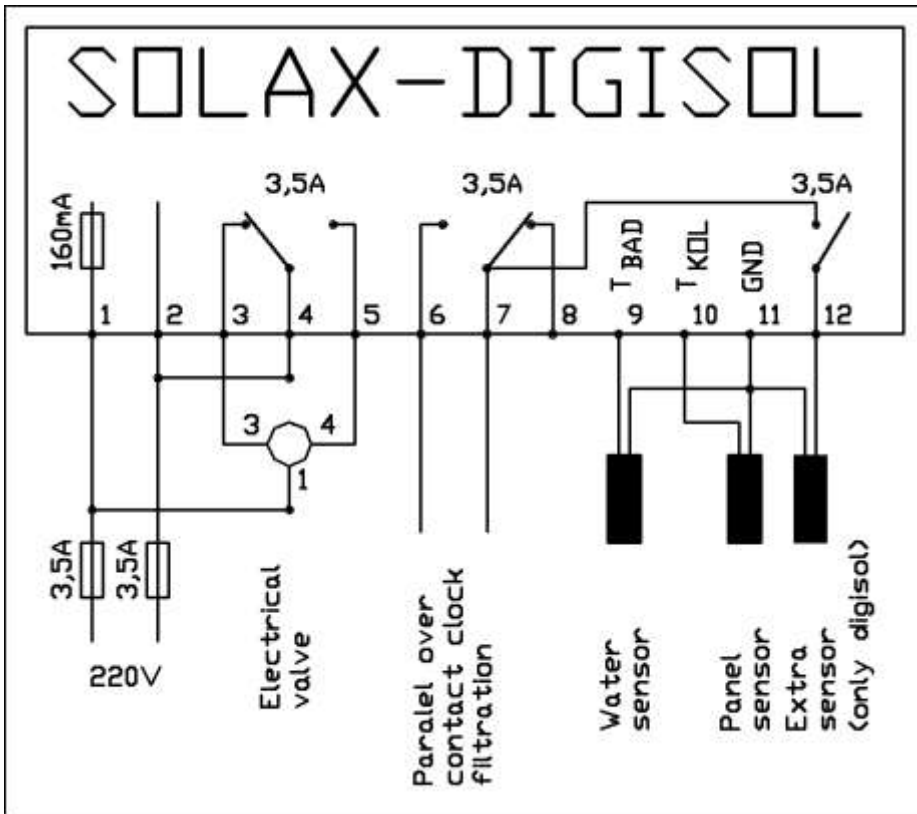 SOLAX-DIGISOL
3,5A
3,5A
3,5A
160mA
T BAD
T KOL
GND
1 2 3 4 5 6 7 8 9 10 11 12
3 4
1
3,5A
3,5A
220V
Electrical
valve
Paralel over
contact clock
filtration
Water
sensor
Panel
sensor
Extra
sensor
(only digisol)